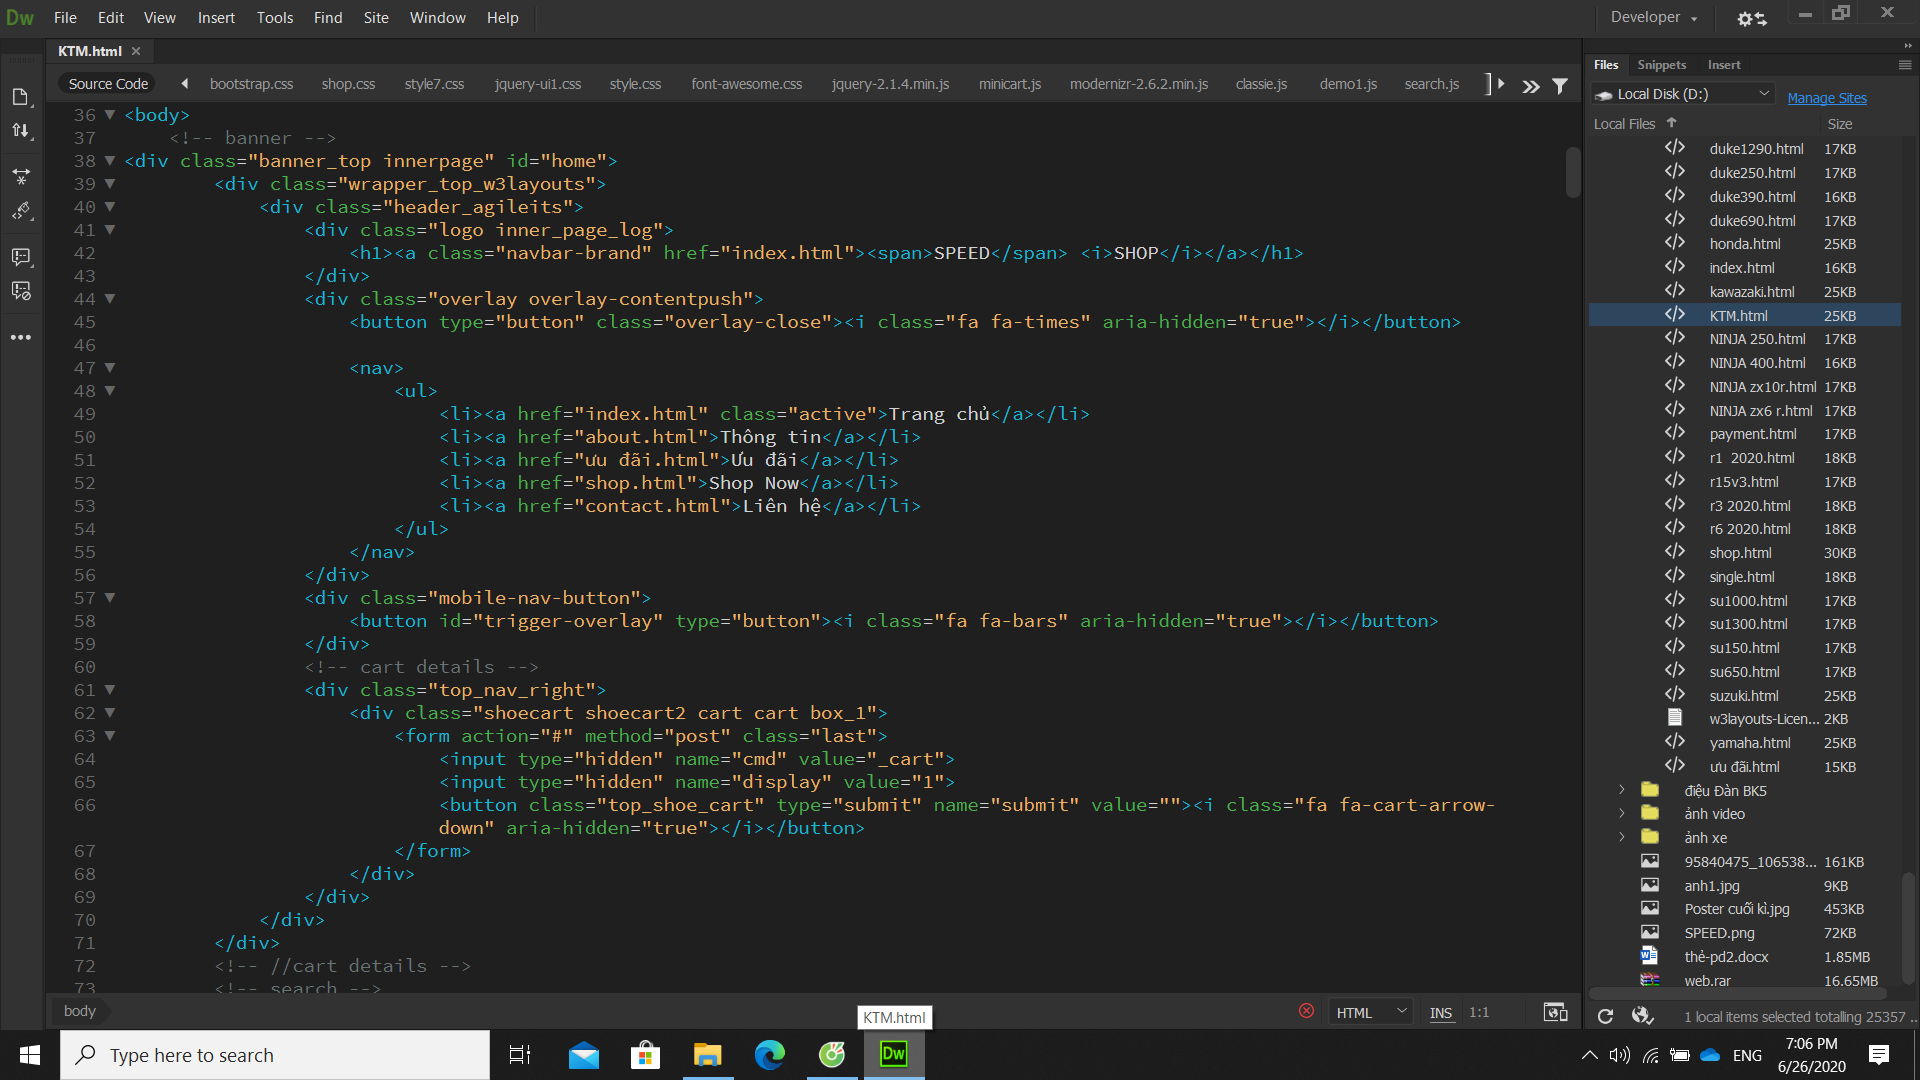 Dw File Edit View Insert Tools Find Site Window Help Developer
KTM.html
Source Code bootstrap.css shop.css style7.css jquery-ui1.css style.css font-awesome.css jquery-2.1.4.min.js minicart.js modernizr-2.6.2.min.js classie.js demo1.js search.js
36 <body>
37 <!-- banner -->
38 <div class="banner_top innerpage" id="home">
39 <div class="wrapper_top_w3layouts">
40 <div class="header_agileits">
41 <div class="logo inner_page_log">
42 <h1><a class="navbar-brand" href="index.html"><span>SPEED</span> <i>SHOP</i></a></h1>
43 </div>
44 <div class="overlay overlay-contentpush">
45 <button type="button" class="overlay-close"><i class="fa fa-times" aria-hidden="true"></i></button>
46
47 <nav>
48 <ul>
49 <li><a href="index.html" class="active">Trang chủ</a></li>
50 <li><a href="about.html">Thông tin</a></li>
51 <li><a href="ưu đãi.html">Ưu đãi</a></li>
52 <li><a href="shop.html">Shop Now</a></li>
53 <li><a href="contact.html">Liên hệ</a></li>
54 </ul>
55 </nav>
56 </div>
57 <div class="mobile-nav-button">
58 <button id="trigger-overlay" type="button"><i class="fa fa-bars" aria-hidden="true"></i></button>
59 </div>
60 <!-- cart details -->
61 <div class="top_nav_right">
62 <div class="shoecart shoecart2 cart cart box_1">
63 <form action="#" method="post" class="last">
64 <input type="hidden" name="cmd" value="_cart">
65 <input type="hidden" name="display" value="1">
66 <button class="top_shoe_cart" type="submit" name="submit" value=""><i class="fa fa-cart-arrow-
down" aria-hidden="true"></i></button>
67 </form>
68 </div>
69 </div>
70 </div>
71 </div>
72 <!-- //cart details -->
73 <!-- search -->
body
HTML INS 1:1
KTM.html
Files Snippets Insert
Local Disk (D:) Manage Sites
Local Files Size
duke1290.html 17KB
duke250.html 17KB
duke390.html 16KB
duke690.html 17KB
honda.html 25KB
index.html 16KB
kawazaki.html 25KB
KTM.html 25KB
NINJA 250.html 17KB
NINJA 400.html 16KB
NINJA zx10r.html 17KB
NINJA zx6 r.html 17KB
payment.html 17KB
r1 2020.html 18KB
r15v3.html 17KB
r3 2020.html 18KB
r6 2020.html 18KB
shop.html 30KB
single.html 18KB
su1000.html 17KB
su1300.html 17KB
su150.html 17KB
su650.html 17KB
suzuki.html 25KB
w3layouts-Licen... 2KB
yamaha.html 25KB
ưu đãi.html 15KB
điệu Đàn BK5
ảnh video
ảnh xe
95840475_106538... 161KB
anh1.jpg 9KB
Poster cuối kì.jpg 453KB
SPEED.png 72KB
thẻ-pd2.docx 1.85MB
web.rar 16.65MB
1 local items selected totalling 25357 ..
Type here to search
Dw
ENG
7:06 PM
6/26/2020